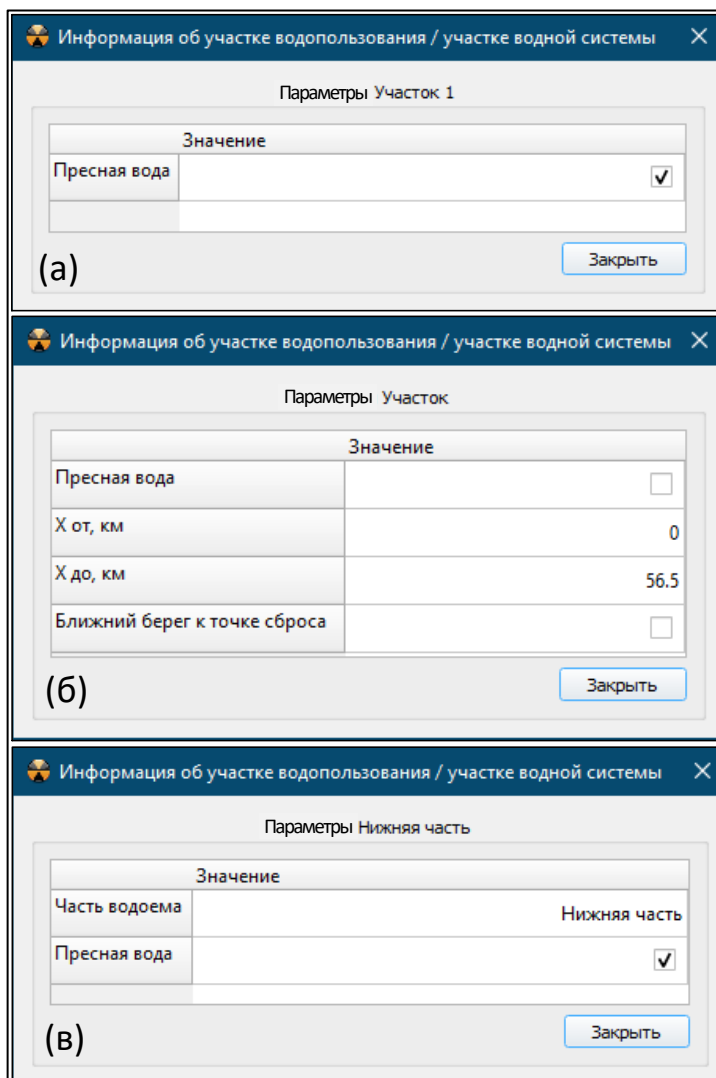 Информация об участке водопользования / участке водной системы
Параметры Участок 1
Значение
Пресная вода
Закрыть
(а)
Информация об участке водопользования / участке водной системы
Параметры Участок
Значение
Пресная вода
X от, км 0
X до, км 56.5
Ближний берег к точке сброса
Закрыть
(б)
Информация об участке водопользования / участке водной системы
Параметры Нижняя часть
Значение
Часть водоема Нижняя часть
Пресная вода
Закрыть
(в)